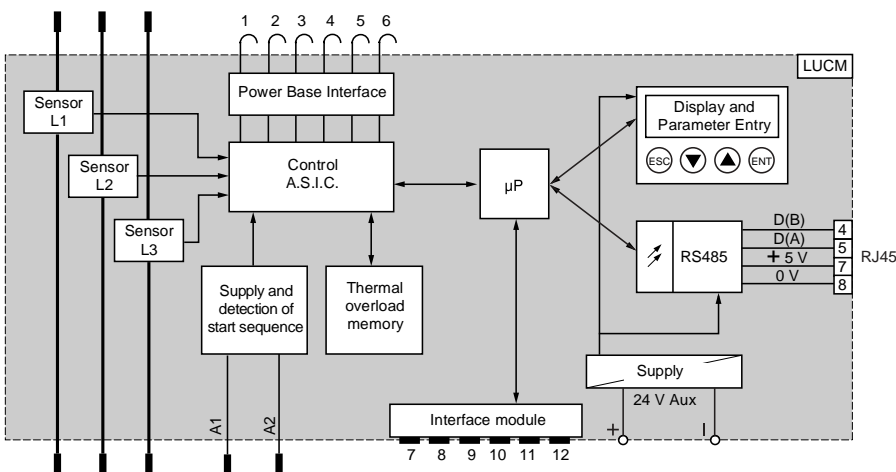 1 2 3 4 5 6
LUCM
Sensor
L1
Power Base Interface
Display and
Parameter Entry
ESC
ENT
Sensor
L2
Control
A.S.I.C.
µP
Sensor
L3
RS485
D(B) 4
D(A) 5
+ 5 V 7
0 V 8
RJ45
Supply and
detection of
start sequence
Thermal
overload
memory
Supply
24 V Aux
A1
A2
Interface module
+
I
7 8 9 10 11 12